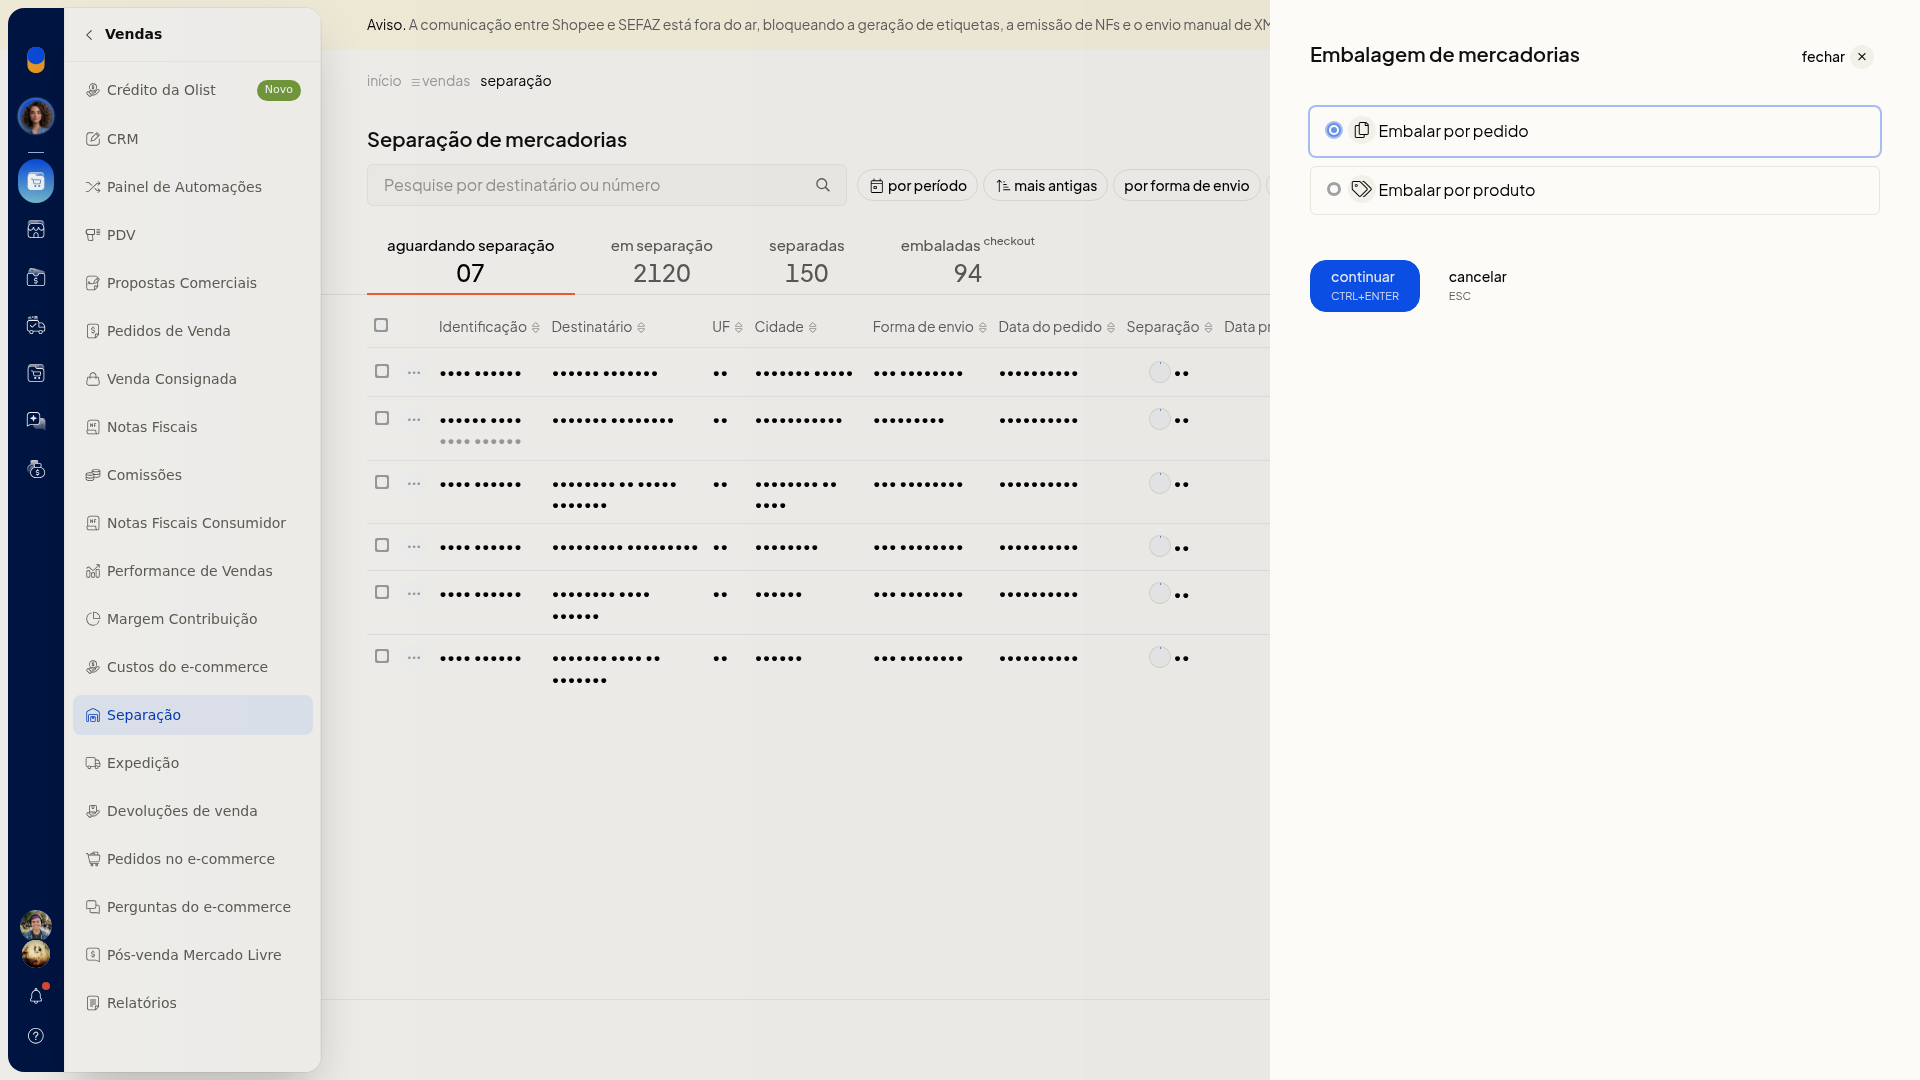 Vendas
Crédito da Olist
Novo
CRM
Painel de Automações
PDV
Propostas Comerciais
Pedidos de Venda
Venda Consignada
Notas Fiscais
Comissões
Notas Fiscais Consumidor
Performance de Vendas
Margem Contribuição
Custos do e-commerce
Separação
Expedição
Devoluções de venda
Pedidos no e-commerce
Perguntas do e-commerce
Pós-venda Mercado Livre
Relatórios
Aviso. A comunicação entre Shopee e SEFAZ está fora do ar, bloqueando a geração de etiquetas, a emissão de NFs e o envio manual de
início vendas separação
Separação de mercadorias
Pesquise por destinatário ou número
por período
mais antigas
por forma de envio
aguardando separação 07
em separação 2120
separadas 150
embaladas checkout 94
Identificação Destinatário UF Cidade Forma de envio Data do pedido Separação Data
Embalagem de mercadorias
fechar
Embalar por pedido
Embalar por produto
continuar
CTRL+ENTER
cancelar
ESC